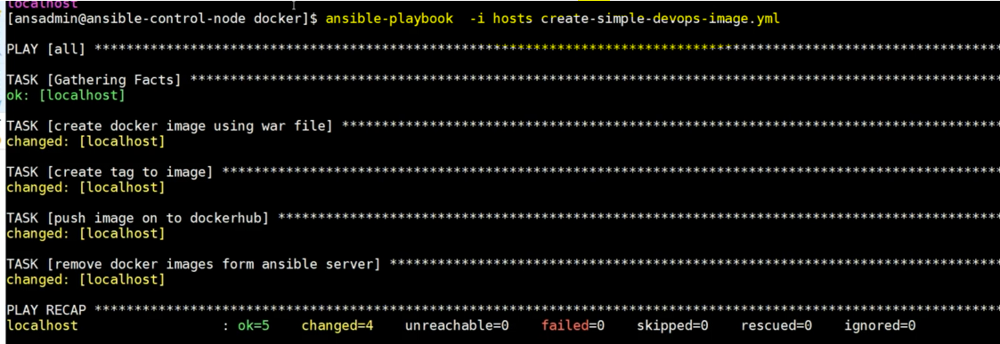 localhost
[ansadmin@ansible-control-node docker]$ ansible-playbook  -i hosts create-simple-devops-image.yml
PLAY [all] ******************************************************************************************************************
TASK [Gathering Facts] ******************************************************************************************************
ok: [localhost]
TASK [create docker image using war file] ***********************************************************************************
changed: [localhost]
TASK [create tag to image] **************************************************************************************************
changed: [localhost]
TASK [push image on to dockerhub] *******************************************************************************************
changed: [localhost]
TASK [remove docker images form ansible server] *****************************************************************************
changed: [localhost]
PLAY RECAP ******************************************************************************************************************
localhost                  : ok=5    changed=4    unreachable=0    failed=0    skipped=0    rescued=0    ignored=0